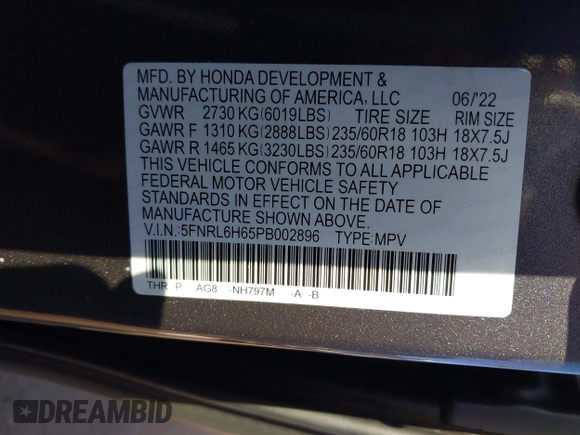 MFD. BY HONDA DEVELOPMENT &
MANUFACTURING OF AMERICA, LLC 06/'22
GVWR 2730 KG (6019LBS) TIRE SIZE RIM SIZE
GAWR F 1310 KG (2888LBS) 235/60R18 103H 18X7.5J
GAWR R 1465 KG (3230LBS) 235/60R18 103H 18X7.5J
THIS VEHICLE CONFORMS TO ALL APPLICABLE
FEDERAL MOTOR VEHICLE SAFETY
STANDARDS IN EFFECT ON THE DATE OF
MANUFACTURE SHOWN ABOVE.
V.I.N.:5FNRL6H65PB002896 TYPE:MPV
THR P AG8 -NH797M -A -B
DREAMBID